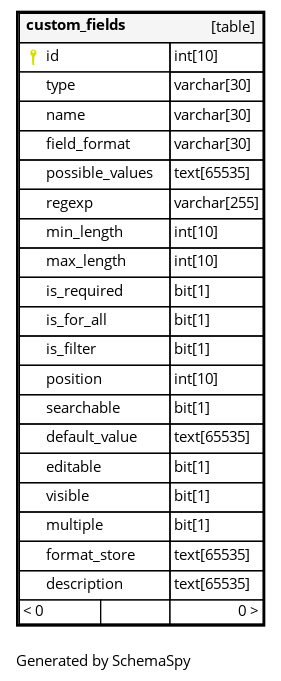 custom_fields [table]
id int[10]
type varchar[30]
name varchar[30]
field_format varchar[30]
possible_values text[65535]
regexp varchar[255]
min_length int[10]
max_length int[10]
is_required bit[1]
is_for_all bit[1]
is_filter bit[1]
position int[10]
searchable bit[1]
default_value text[65535]
editable bit[1]
visible bit[1]
multiple bit[1]
format_store text[65535]
description text[65535]
< 0 0 >
Generated by SchemaSpy